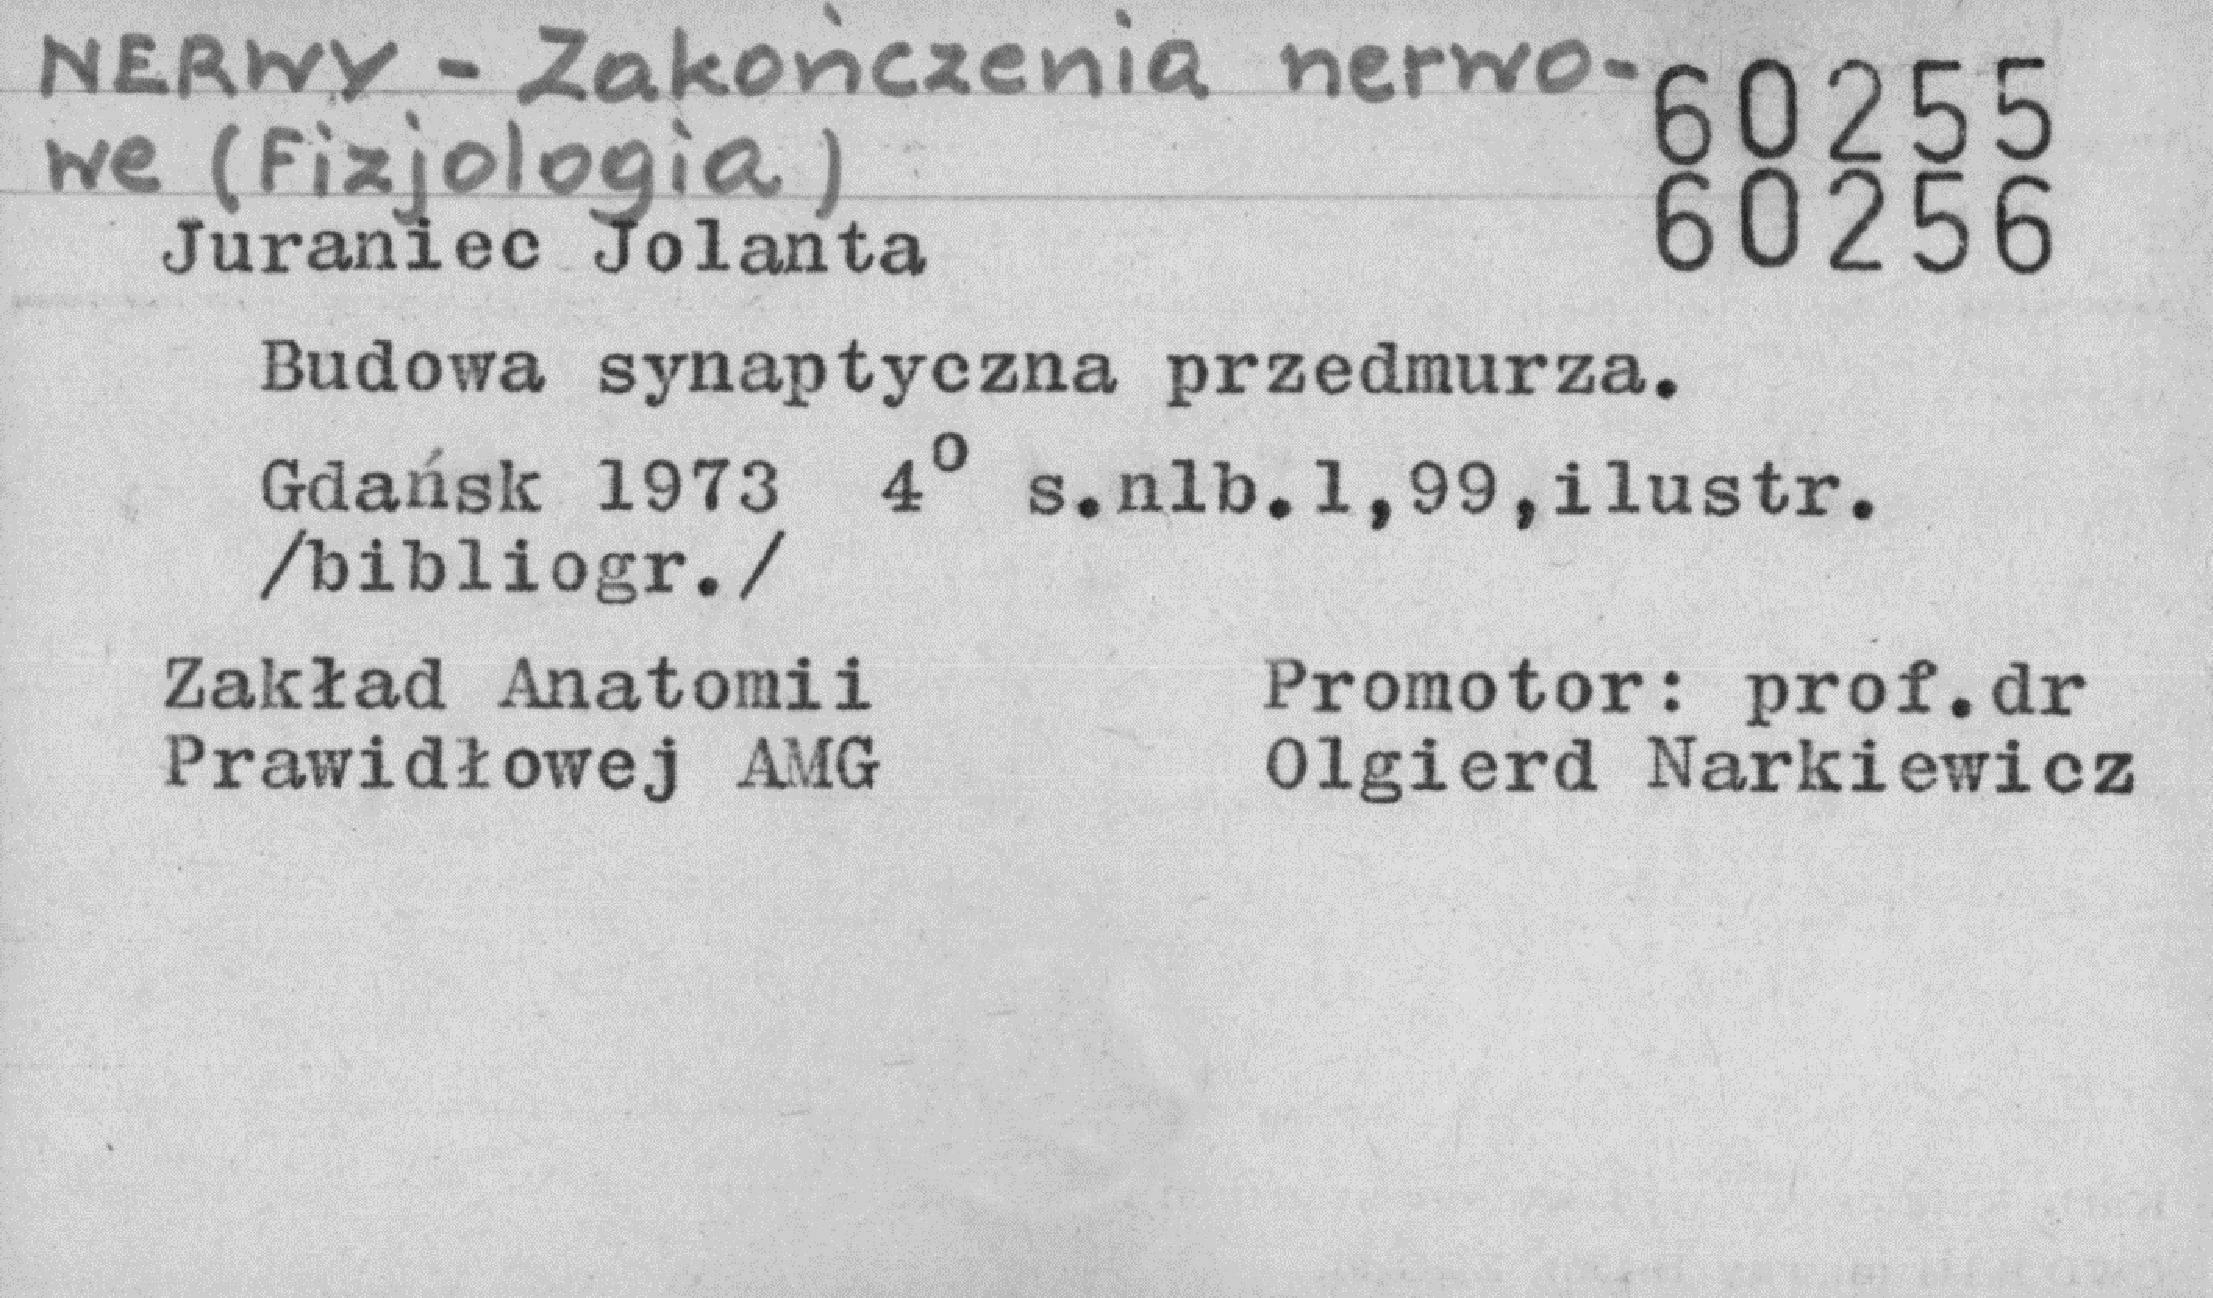 NERWY - Zakończenia nerwo-
we (Fizjologia)
60255
60256
Juraniec Jolanta
Budowa synaptyczna przedmurza.
Gdańsk 1973 4° s.nlb.1,99,ilustr.
/bibliogr./
Zakład Anatomii
Prawidłowej AMG
Promotor: prof.dr
Olgierd Narkiewicz